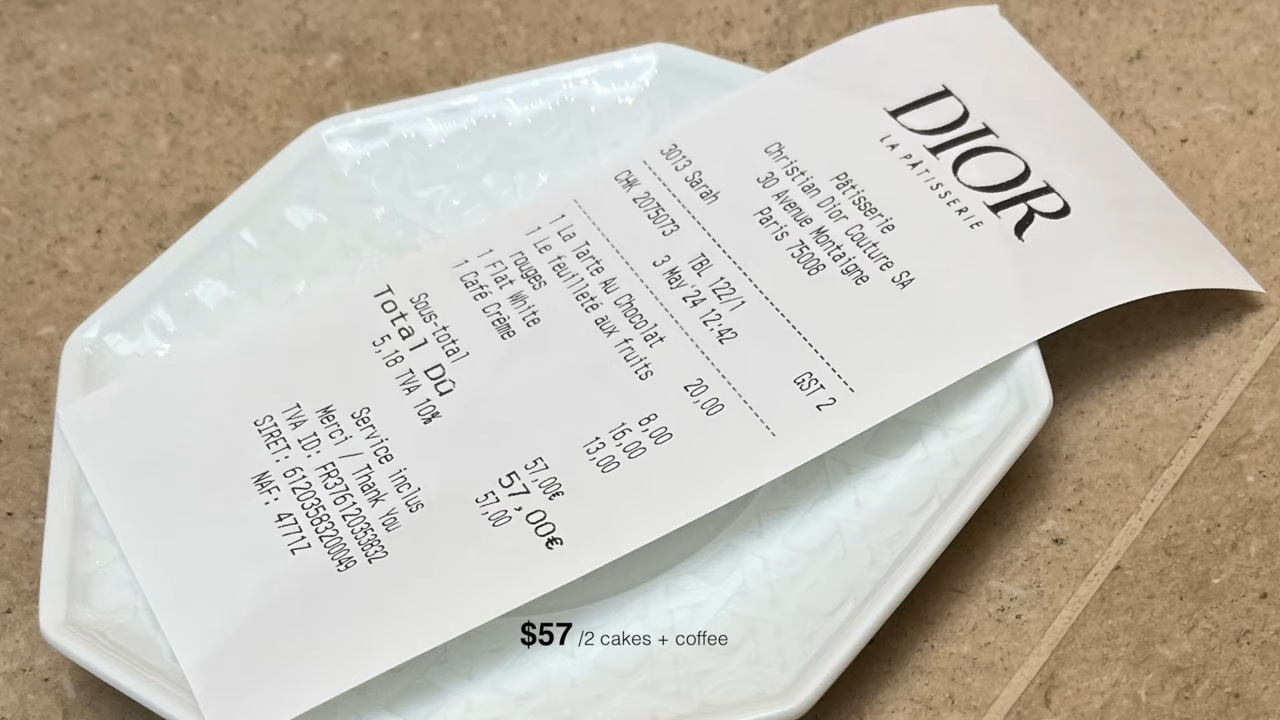 DIOR
LA PÂTISSERIE
Pâtisserie
Christian Dior Couture SA
30 Avenue Montaigne
Paris 75008
3013 Sarah
CHK 2075073 TBL 122/1 GST 2
3 May'24 12:42
1 La Tarte Au Chocolat 20,00
1 Le feuilleté aux fruits
rouges 8,00
1 Flat White 16,00
1 Café Crème 13,00
Sous-total 57,00€
Total Dû 57,00€
5,18 TVA 10% 57,00
Service inclus
Merci / Thank You
TVA ID: FR37612035832
SIRET: 61203583200049
NAF: 4771Z
$57 /2 cakes + coffee